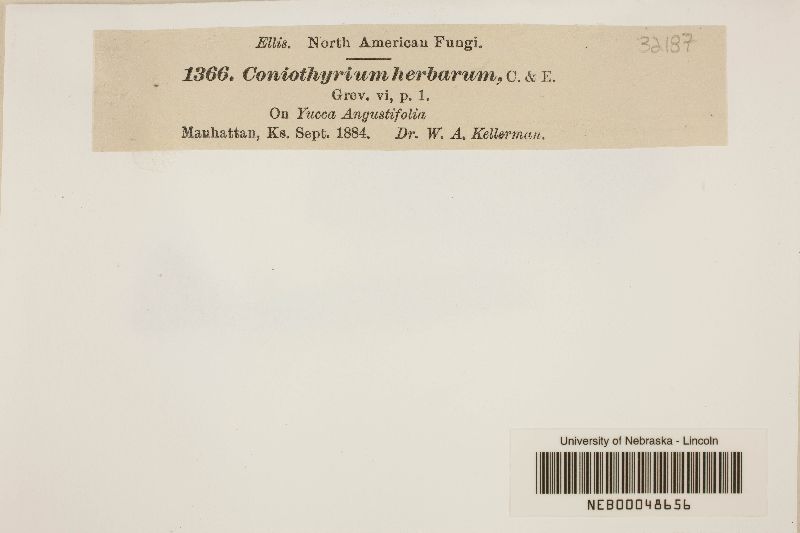 Ellis. North American Fungi.
32187
1366. Coniothyrium herbarum, C. & E.
Grev. vi, p. 1.
On Yucca Angustifolia
Manhattan, Ks. Sept. 1884. Dr. W. A. Kellerman.
University of Nebraska - Lincoln
NEB00048656